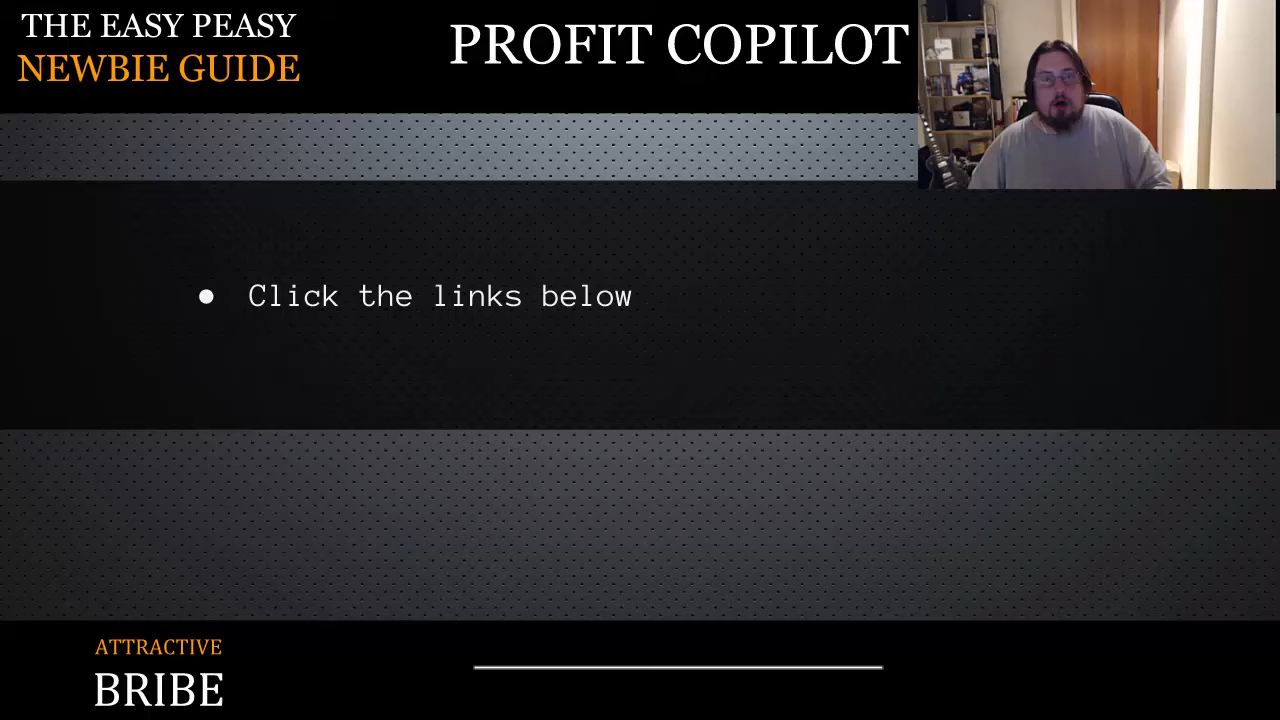 THE EASY PEASY
NEWBIE GUIDE
PROFIT COPILOT
● Click the links below
ATTRACTIVE
BRIBE